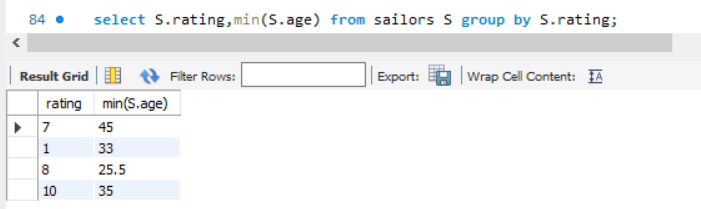 84 select S.rating,min(S.age) from sailors S group by S.rating;
Result Grid Filter Rows: Export: Wrap Cell Content: IA
rating min(S.age)
7 45
1 33
8 25.5
10 35